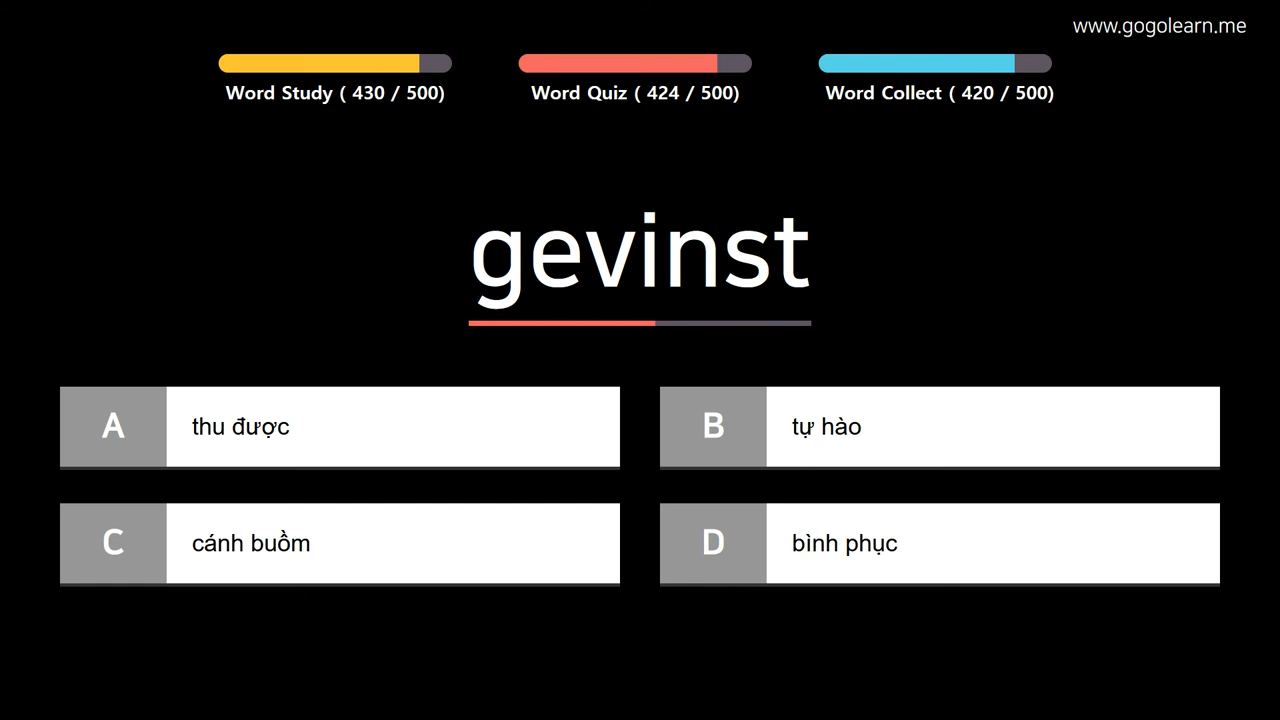 www.gogolearn.me
Word Study ( 430 / 500)
Word Quiz ( 424 / 500)
Word Collect ( 420 / 500)
gevinst
A thu được
B tự hào
C cánh buồm
D bình phục